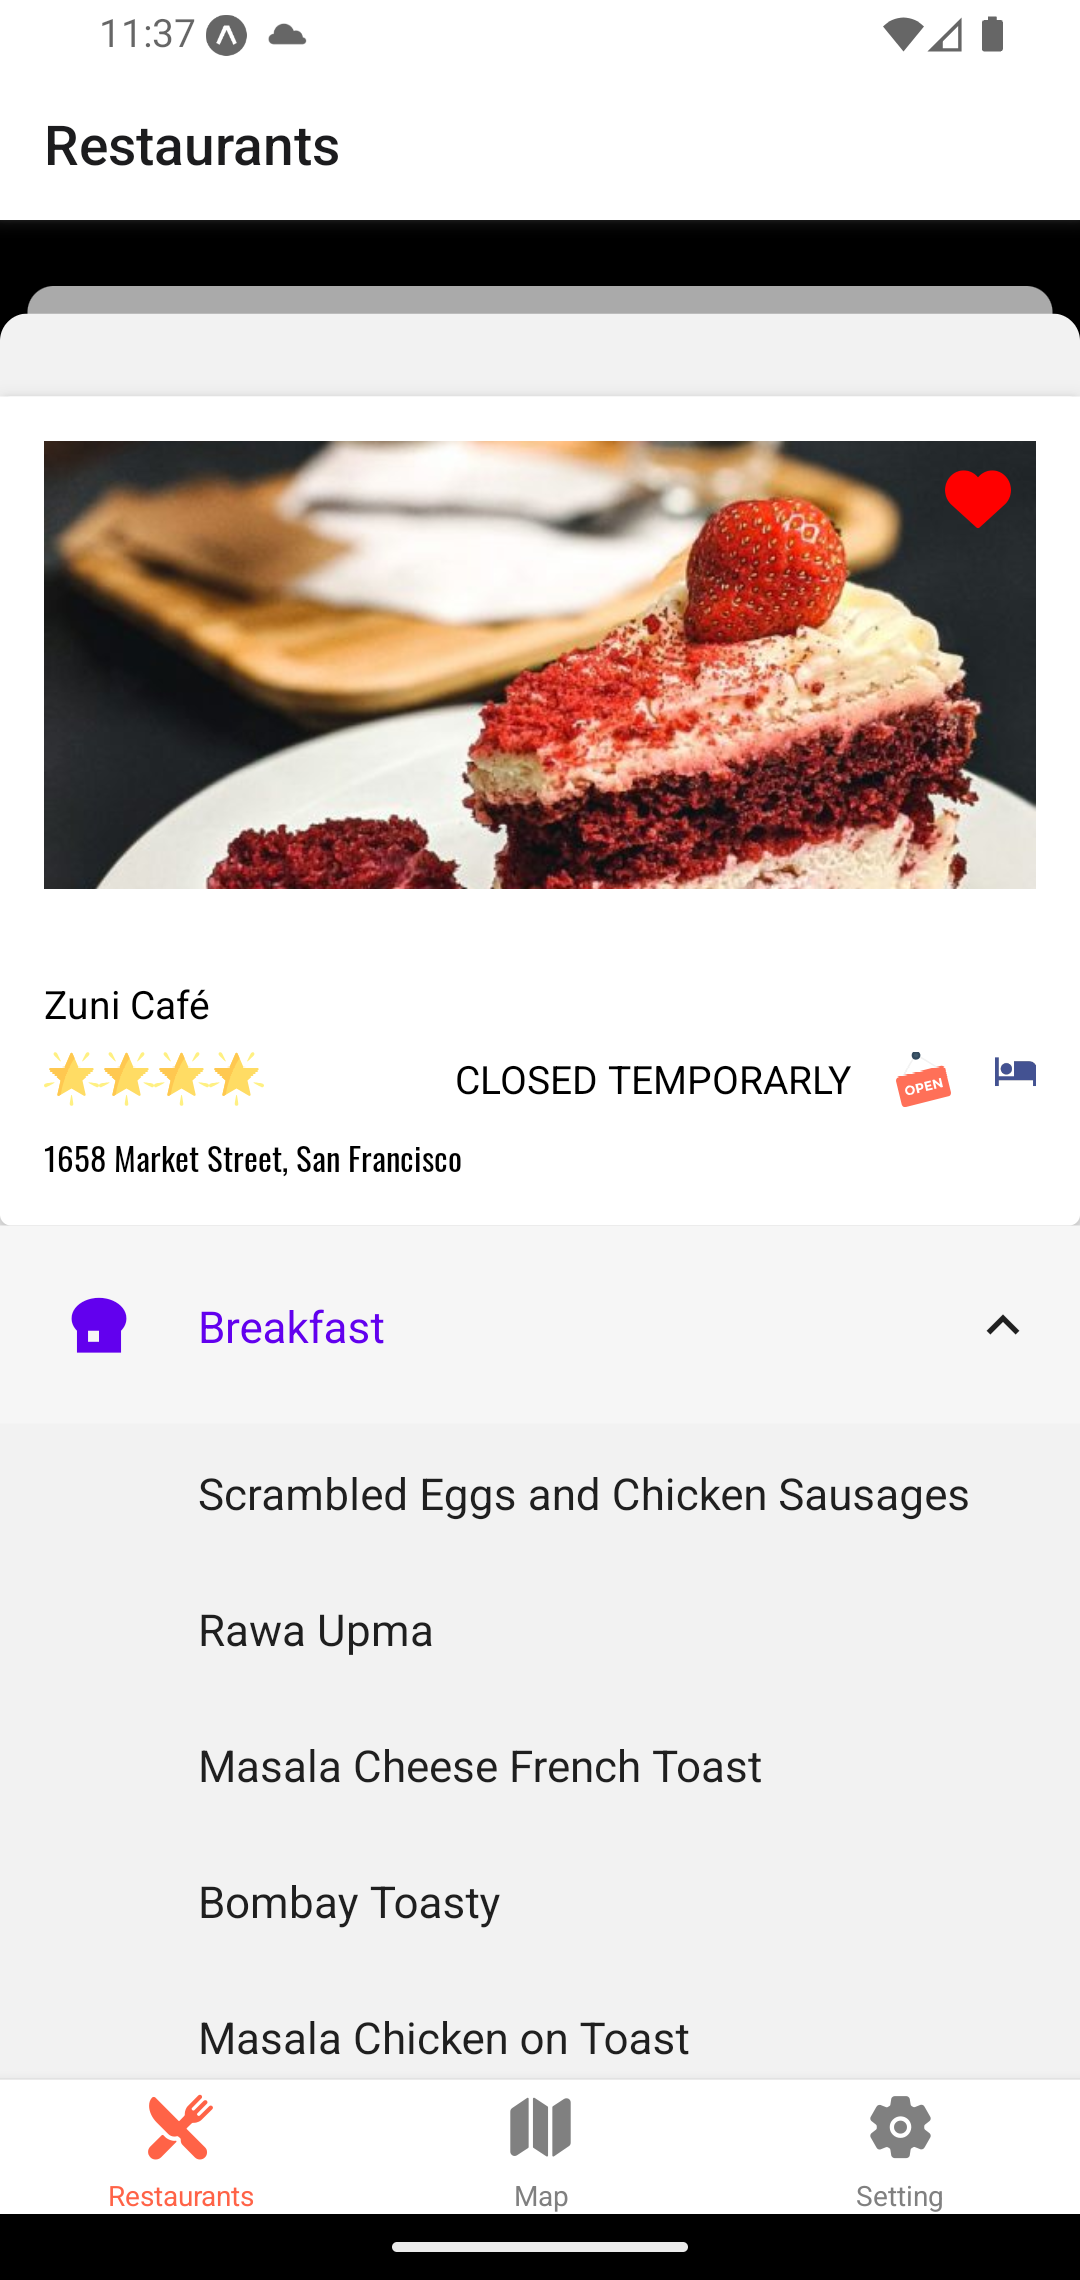 11:37
Restaurants
Zuni Café
CLOSED TEMPORARLY
OPEN
1658 Market Street, San Francisco
Breakfast
Scrambled Eggs and Chicken Sausages
Rawa Upma
Masala Cheese French Toast
Bombay Toasty
Masala Chicken on Toast
Restaurants
Map
Setting